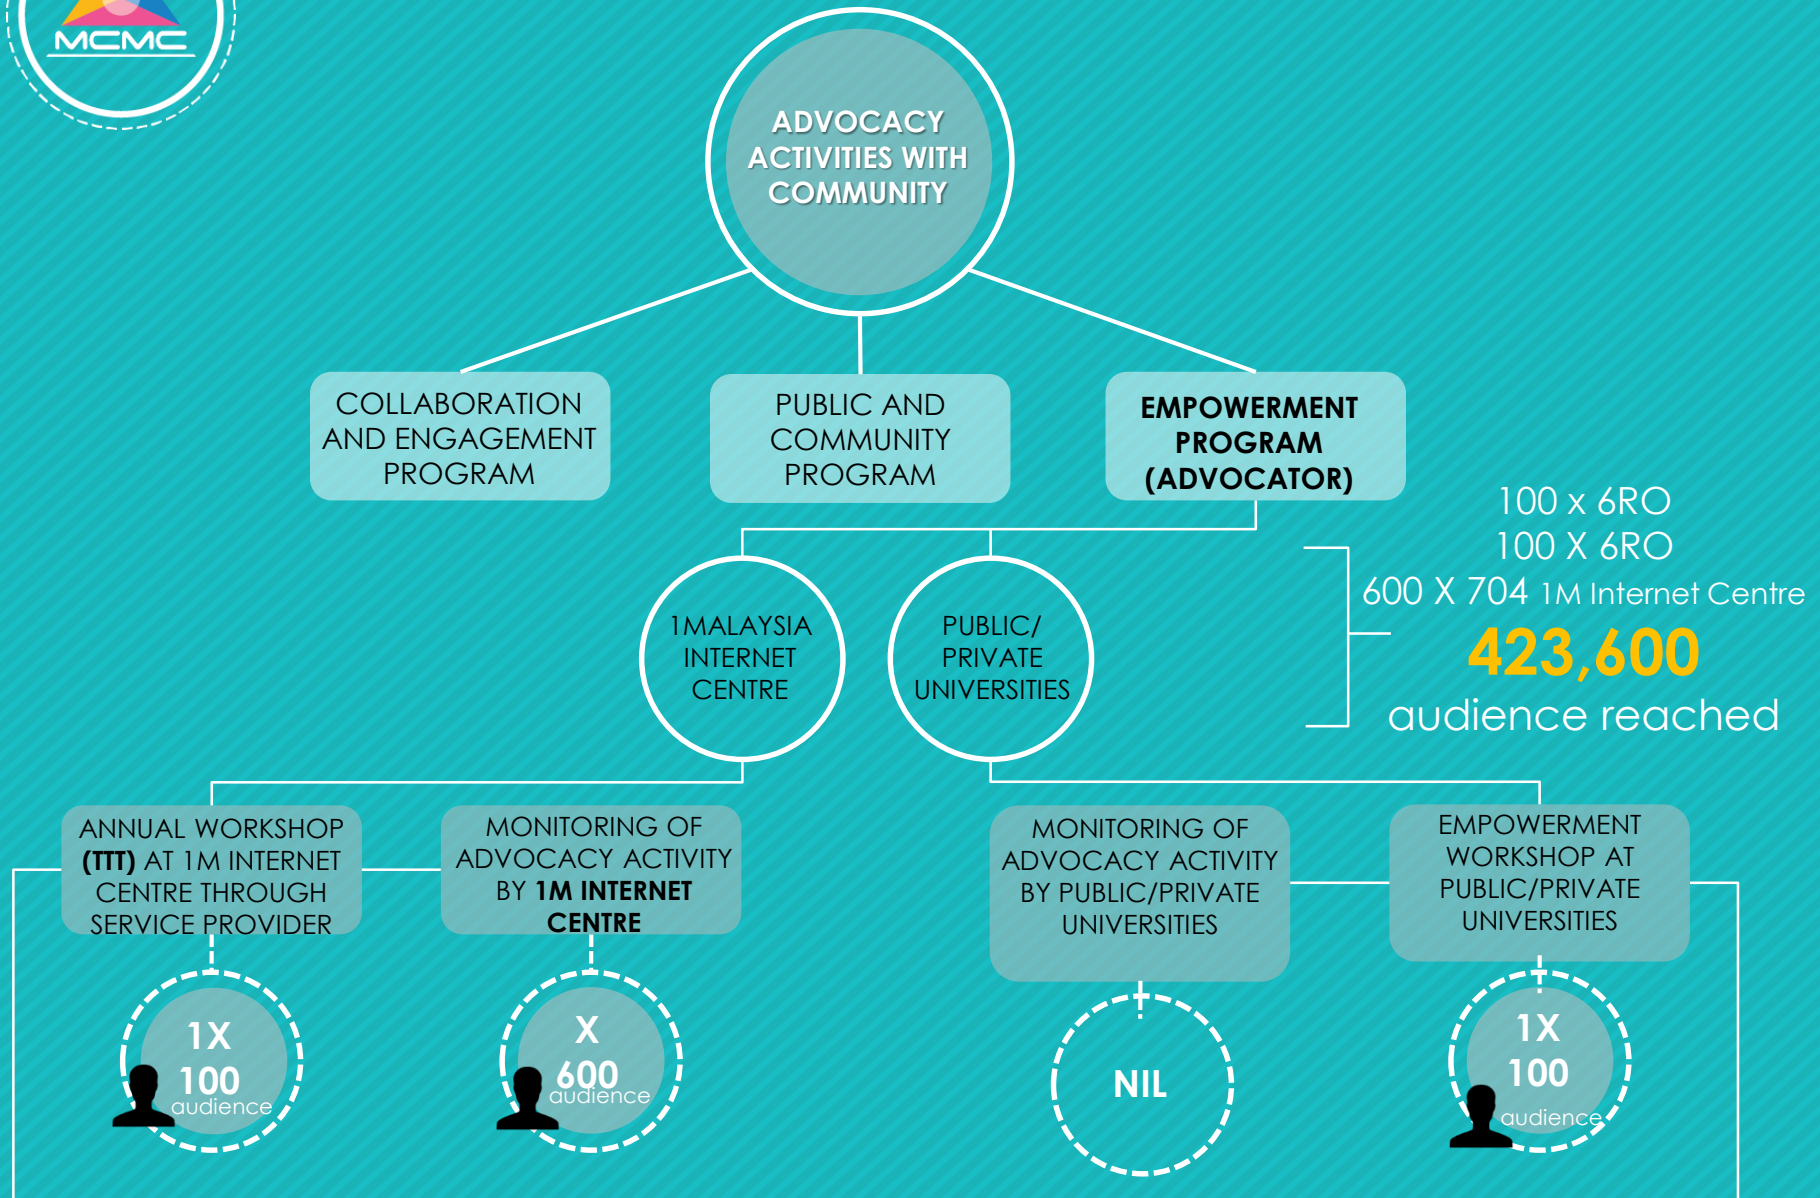 MCMC
ADVOCACY
ACTIVITIES WITH
COMMUNITY
COLLABORATION
AND ENGAGEMENT
PROGRAM
PUBLIC AND
COMMUNITY
PROGRAM
EMPOWERMENT
PROGRAM
(ADVOCATOR)
100 x 6RO
100 X 6RO
600 X 704 1M Internet Centre
423,600
audience reached
1MALAYSIA
INTERNET
CENTRE
PUBLIC/
PRIVATE
UNIVERSITIES
ANNUAL WORKSHOP
(TTT) AT 1M INTERNET
CENTRE THROUGH
SERVICE PROVIDER
MONITORING OF
ADVOCACY ACTIVITY
BY 1M INTERNET
CENTRE
MONITORING OF
ADVOCACY ACTIVITY
BY PUBLIC/PRIVATE
UNIVERSITIES
EMPOWERMENT
WORKSHOP AT
PUBLIC/PRIVATE
UNIVERSITIES
1X
100
audience
X
600
audience
NIL
1X
100
audience